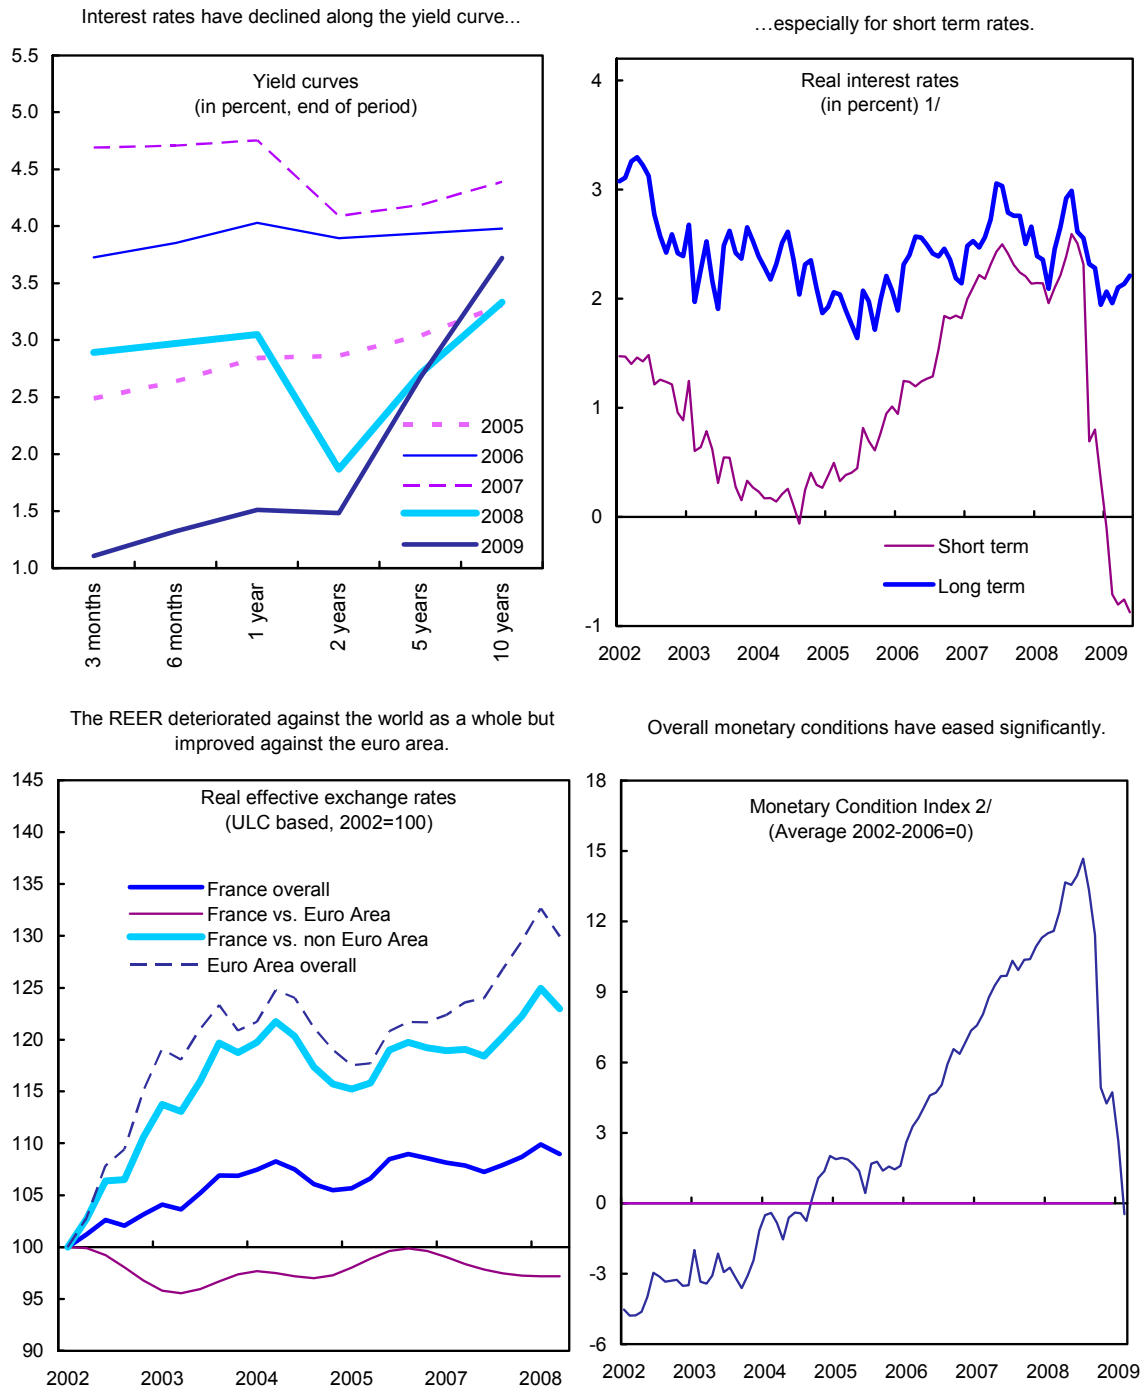 Interest rates have declined along the yield curve...
5.5
5.0
4.5
4.0
3.5
3.0
2.5
2.0
1.5
1.0
Yield curves
(in percent, end of period)
2005
2006
2007
2008
2009
3 months
6 months
1 year
2 years
5 years
10 years
…especially for short term rates.
4
3
2
1
0
-1
Real interest rates
(in percent) 1/
Short term
Long term
2002 2003 2004 2005 2006 2007 2008 2009
The REER deteriorated against the world as a whole but
improved against the euro area.
145
140
135
130
125
120
115
110
105
100
95
90
Real effective exchange rates
(ULC based, 2002=100)
France overall
France vs. Euro Area
France vs. non Euro Area
Euro Area overall
2002 2003 2004 2005 2007 2008
Overall monetary conditions have eased significantly.
18
15
12
9
6
3
0
-3
-6
Monetary Condition Index 2/
(Average 2002-2006=0)
2002 2003 2004 2005 2006 2007 2008 2009